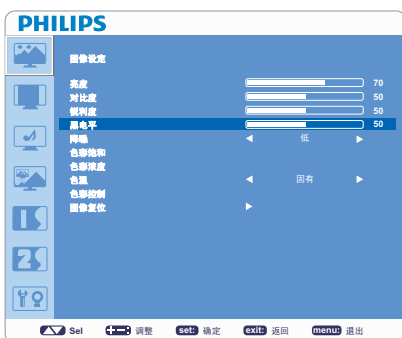 PHILIPS
图像设定
亮度 70
对比度 50
锐利度 50
黑电平 50
降噪 低
色彩饱和
色彩浓度
色温 固有
色彩控制
图像复位
Sel 调整 set: 确定 exit: 返回 menu: 退出